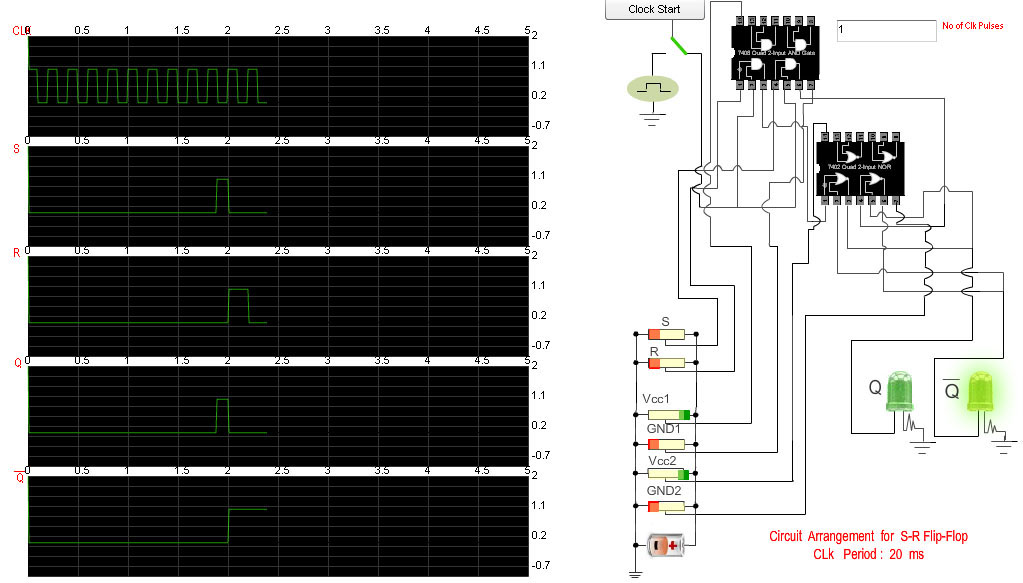 CLK
0 0.5 1 1.5 2 2.5 3 3.5 4 4.5 5
2
1.1
0.2
-0.7
S
0 0.5 1 1.5 2 2.5 3 3.5 4 4.5 5
2
1.1
0.2
-0.7
R
0 0.5 1 1.5 2 2.5 3 3.5 4 4.5 5
2
1.1
0.2
-0.7
Q
0 0.5 1 1.5 2 2.5 3 3.5 4 4.5 5
2
1.1
0.2
-0.7
Q
0 0.5 1 1.5 2 2.5 3 3.5 4 4.5 5
2
1.1
0.2
-0.7
Clock Start
1
No of Clk Pulses
7408 Quad 2-Input AND Gate
7402 Quad 2-Input NOR
S
R
Vcc1
GND1
Vcc2
GND2
Q
Q
Circuit Arrangement for S-R Flip-Flop
CLk Period : 20 ms